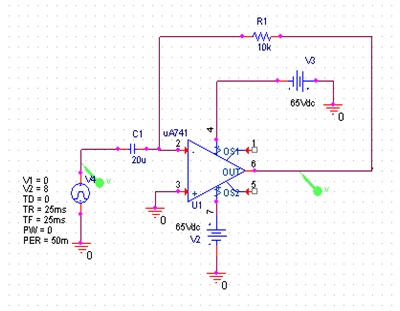 R1
10k
V3
65Vdc
0
C1
20u
uA741
4
2
-
OS1
1
OUT
6
3
+
OS2
5
U1
7
0
65Vdc
V2
0
V4
V
V1 = 0
V2 = 8
TD = 0
TR = 25ms
TF = 25ms
PW = 0
PER = 50m
0
V